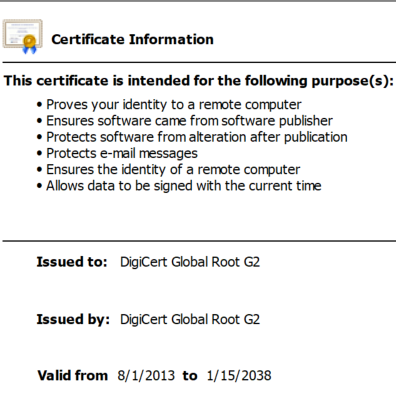 Certificate Information
This certificate is intended for the following purpose(s):
• Proves your identity to a remote computer
• Ensures software came from software publisher
• Protects software from alteration after publication
• Protects e-mail messages
• Ensures the identity of a remote computer
• Allows data to be signed with the current time
Issued to: DigiCert Global Root G2
Issued by: DigiCert Global Root G2
Valid from 8/1/2013 to 1/15/2038